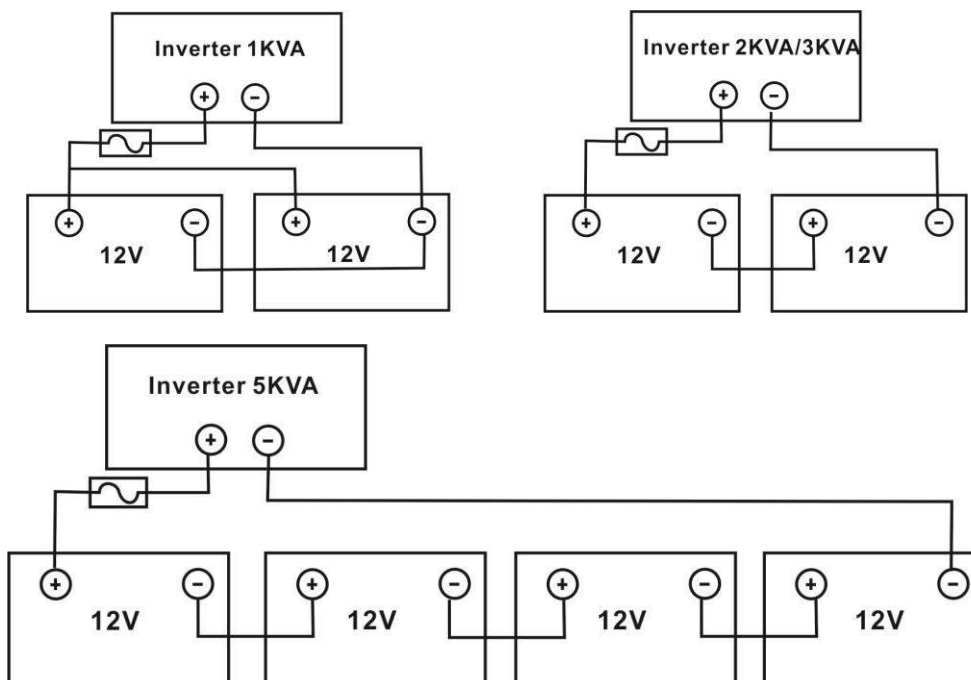 Inverter 1KVA
+ −
+ − + −
12V 12V
Inverter 2KVA/3KVA
+ −
+ − + −
12V 12V
Inverter 5KVA
+ −
+ − + − + − + −
12V 12V 12V 12V